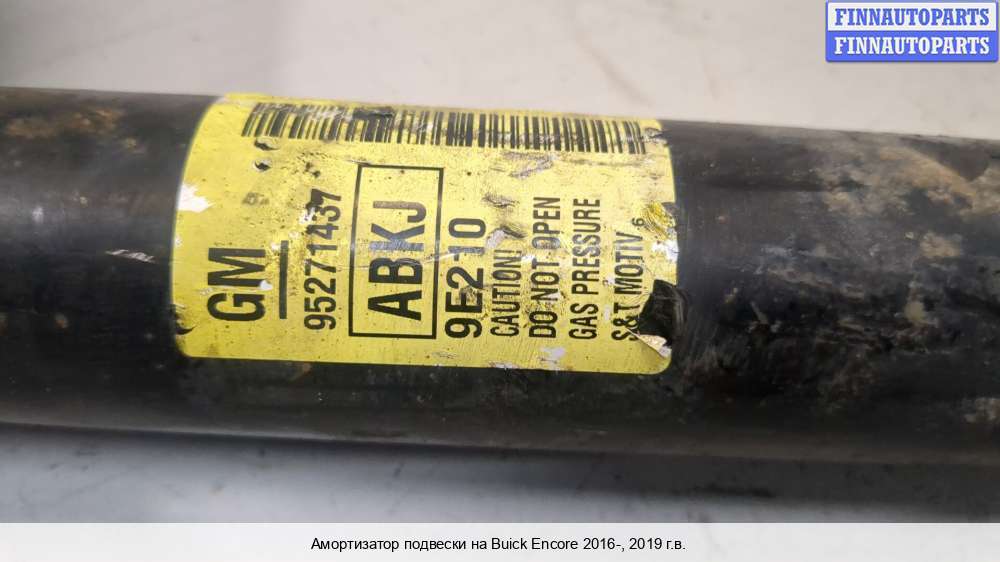 FINNAUTOPARTS
FINNAUTOPARTS
GM
95271437
ABKJ
9E210
CAUTION!
DO NOT OPEN
GAS PRESSURE
S&T MOTIV 6
Амортизатор подвески на Buick Encore 2016-, 2019 г.в.